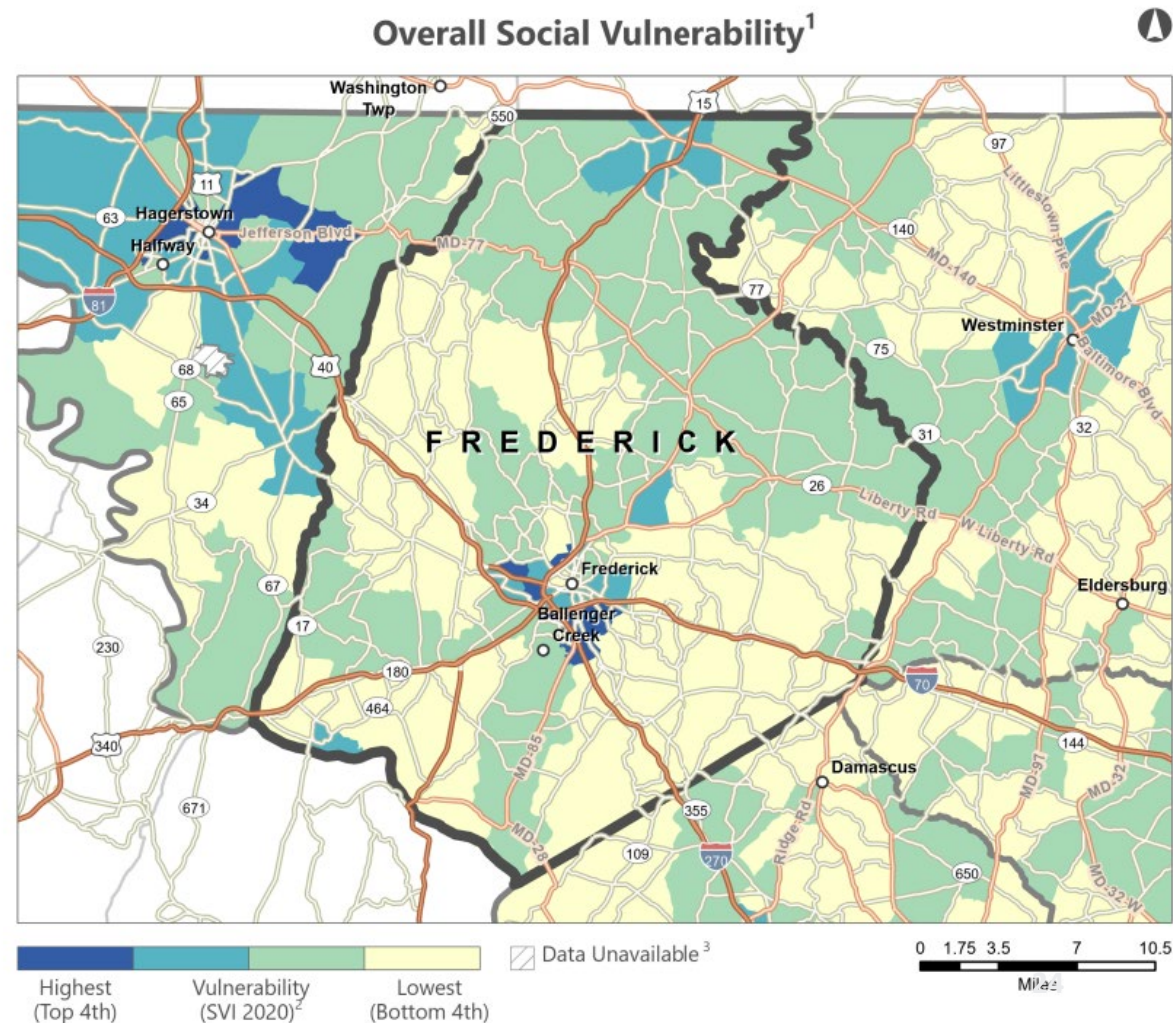 Overall Social Vulnerability1
Washington
Twp
15
550
97
Littlestown Pike
11
63
Hagerstown
Jefferson Blvd
Halfway
MD-77
140
MD-140
77
81
MD-27
Westminster
75
Baltimore Blvd
68
40
65
32
31
FREDERICK
26
Liberty Rd
W Liberty Rd
34
Frederick
67
Eldersburg
Ballenger
Creek
17
230
180
70
464
340
144
MD-85
Damascus
MD-97
MD-32
671
355
MD-28
109
270
Ridge Rd
650
MD-32 W
Data Unavailable3
0 1.75 3.5 7 10.5
Miles
Highest
(Top 4th)
Vulnerability
(SVI 2020)2
Lowest
(Bottom 4th)